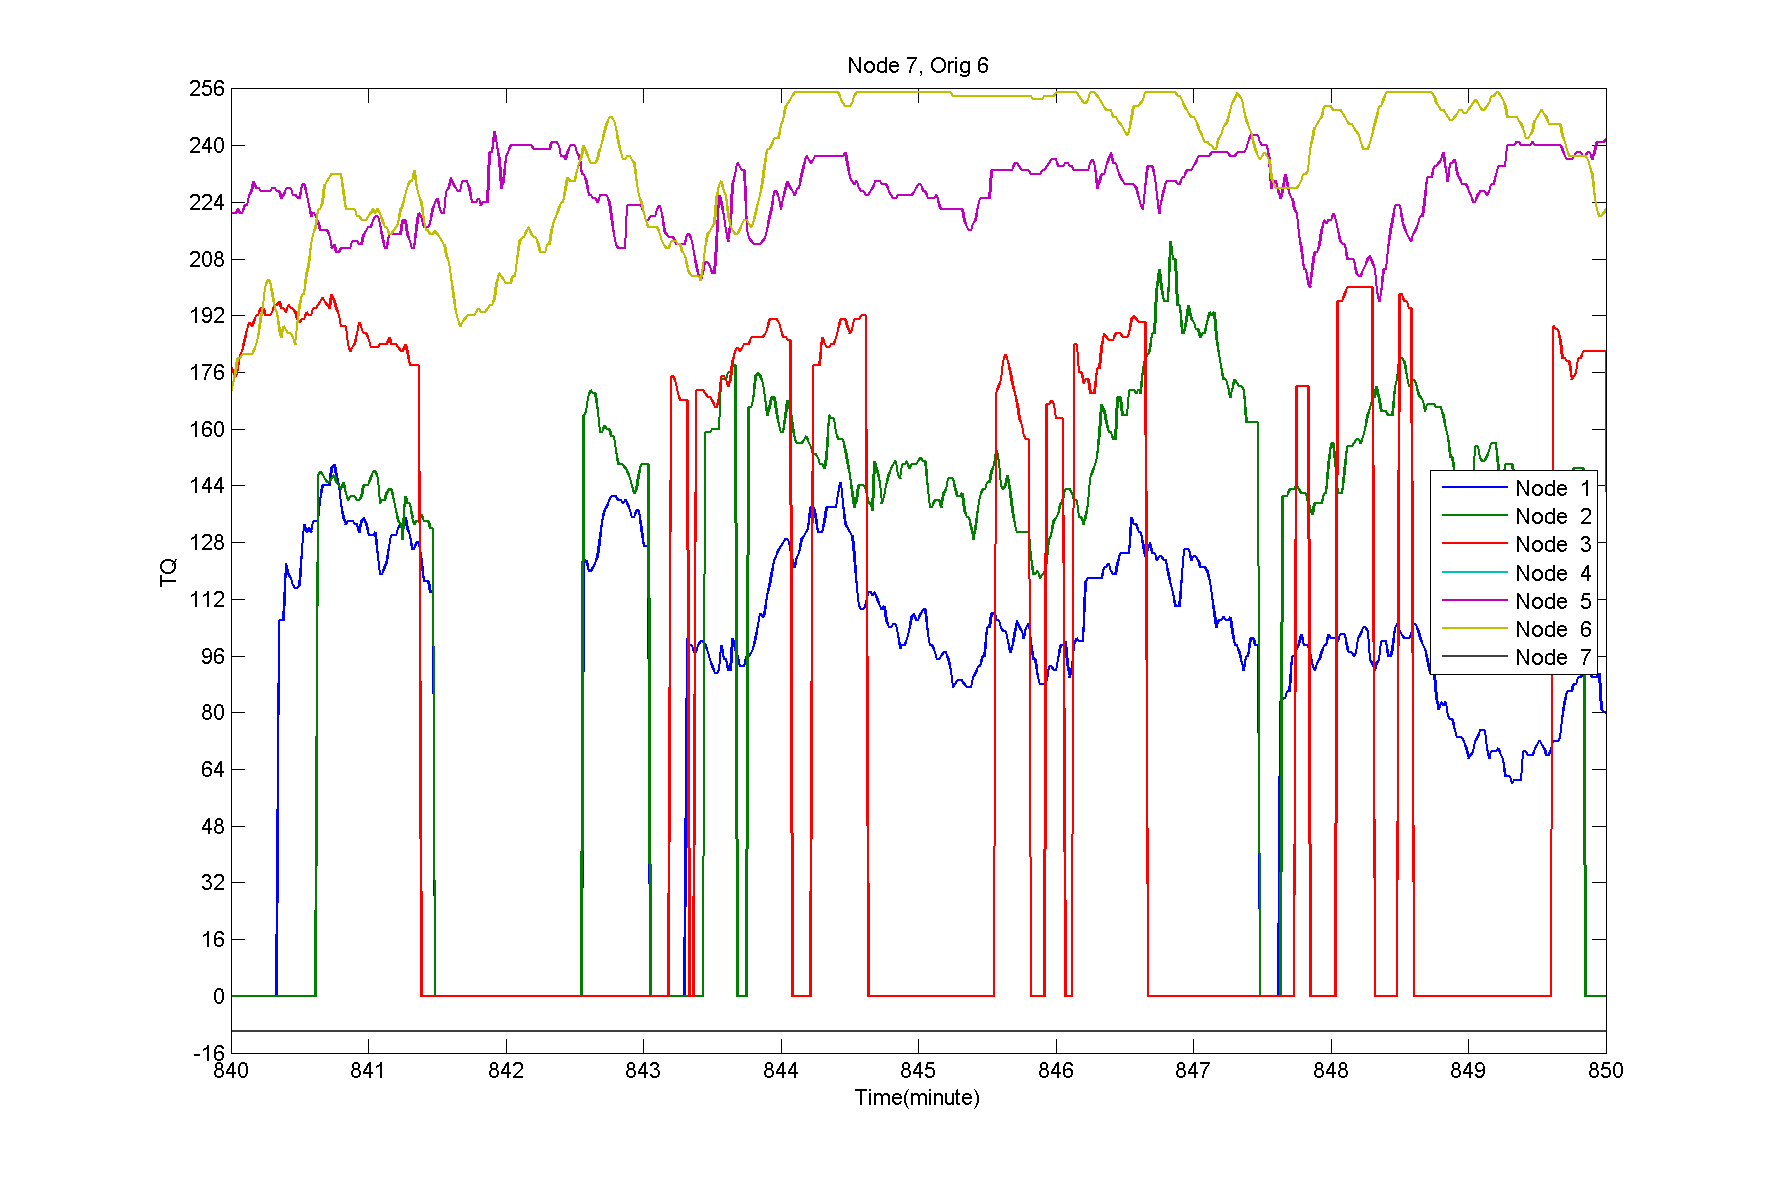 Node 7, Orig 6
256
240
224
208
192
176
160
144
128
112
96
80
64
48
32
16
0
-16
TQ
Node 1
Node 2
Node 3
Node 4
Node 5
Node 6
Node 7
840 841 842 843 844 845 846 847 848 849 850
Time(minute)